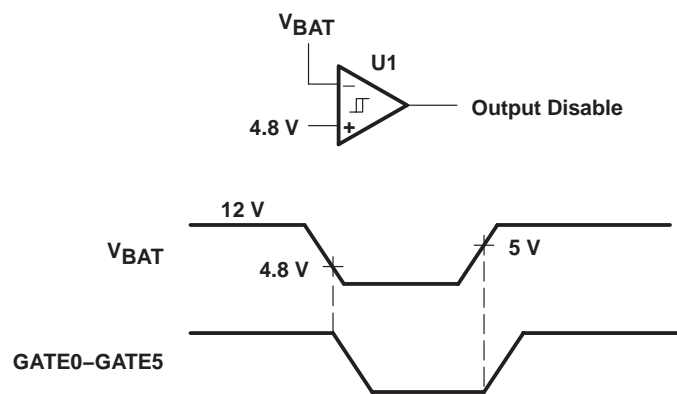 VBAT
U1
–
4.8 V
+
Output Disable
12 V
VBAT
4.8 V
5 V
GATE0–GATE5